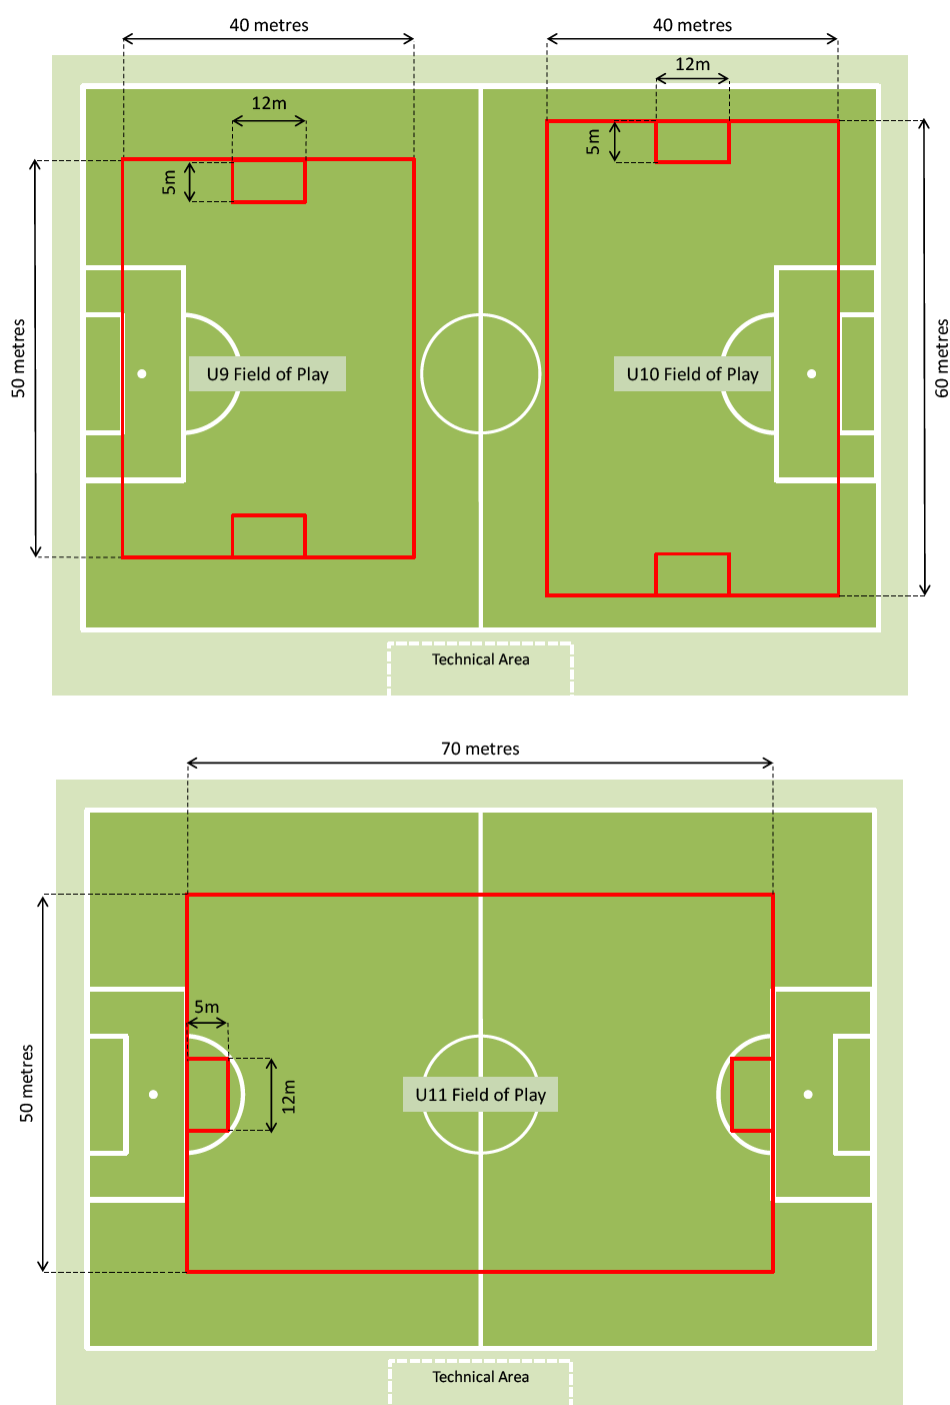 40 metres
40 metres
12m
12m
5m
5m
50 metres
U9 Field of Play
U10 Field of Play
60 metres
Technical Area
70 metres
5m
50 metres
U11 Field of Play
12m
Technical Area